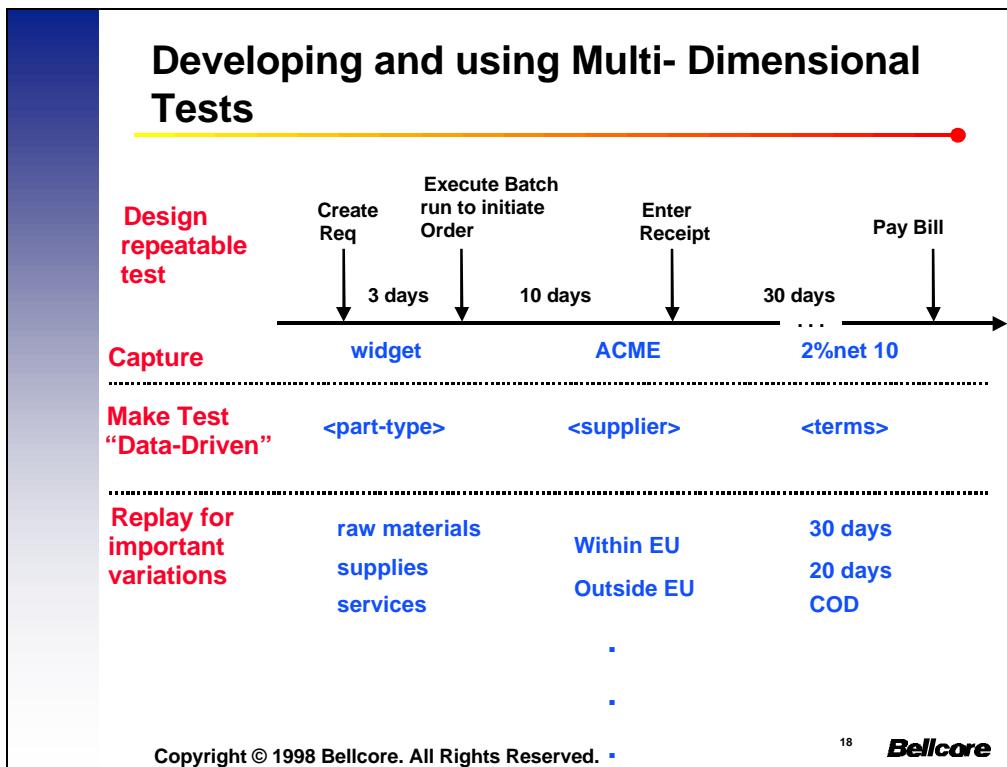 Developing and using Multi- Dimensional
Tests
Design
repeatable
test
Create
Req
Execute Batch
run to initiate
Order
Enter
Receipt
Pay Bill
3 days
10 days
30 days
. . .
Capture
widget
ACME
2%net 10
Make Test
“Data-Driven”
<part-type>
<supplier>
<terms>
Replay for
important
variations
raw materials
supplies
services
Within EU
Outside EU
30 days
20 days
COD
Copyright © 1998 Bellcore. All Rights Reserved.
18
Bellcore